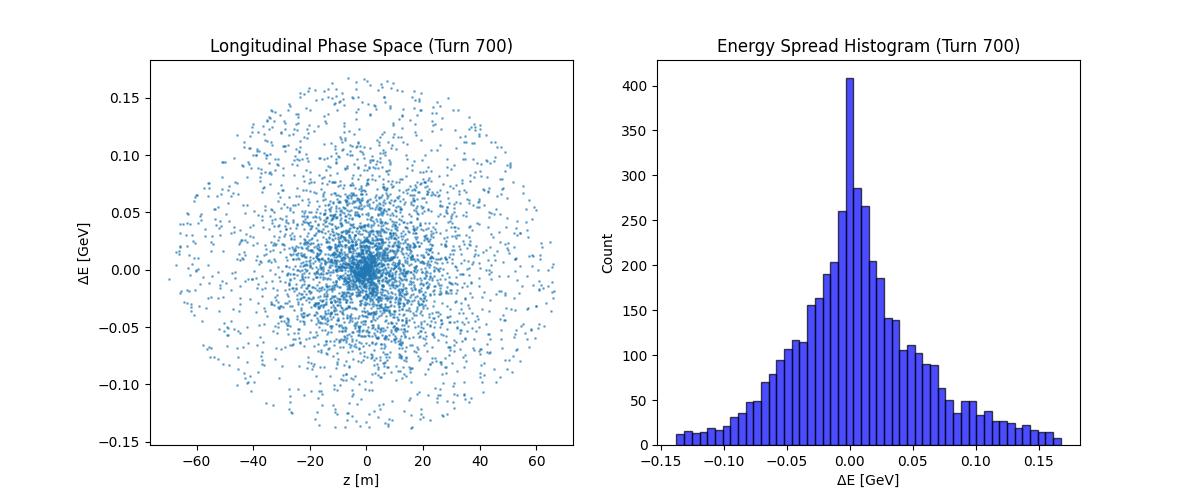 Longitudinal Phase Space (Turn 700)
0.15
0.10
0.05
0.00
−0.05
−0.10
−0.15
ΔE [GeV]
−60 −40 −20 0 20 40 60
z [m]
Energy Spread Histogram (Turn 700)
400
350
300
250
200
150
100
50
0
Count
−0.15 −0.10 −0.05 0.00 0.05 0.10 0.15
ΔE [GeV]